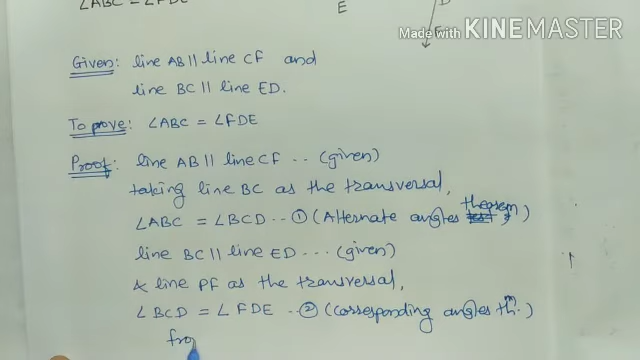 ∠ABC = ∠FDE
E
D
Made with KINEMASTER
F
Given: line AB || line CF and
line BC || line ED.
To prove: ∠ABC = ∠FDE
Proof: line AB || line CF .. (given)
taking line BC as the transversal,
∠ABC = ∠BCD .. ① (Alternate angles theorem)
line BC || line ED ... (given)
& line PF as the transversal,
∠BCD = ∠FDE .. ② (corresponding angles thm.)
fro